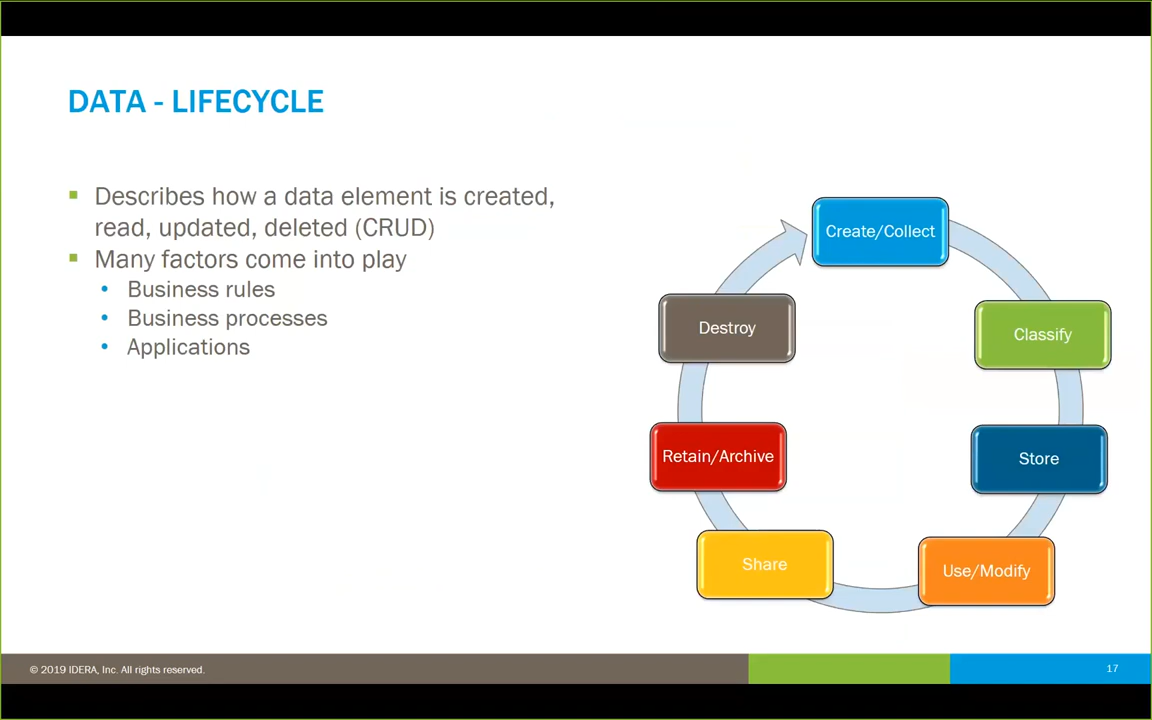 DATA - LIFECYCLE
Describes how a data element is created,
read, updated, deleted (CRUD)
Many factors come into play
Business rules
Business processes
Applications
Create/Collect
Classify
Store
Use/Modify
Share
Retain/Archive
Destroy
© 2019 IDERA, Inc. All rights reserved.
17